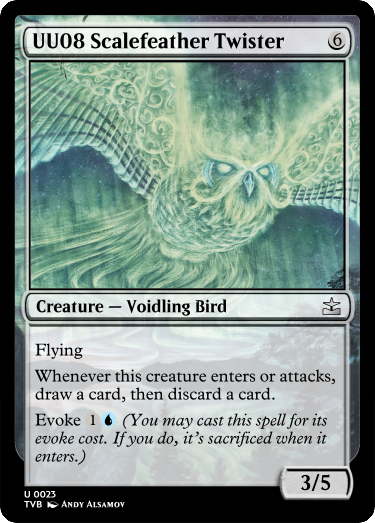 UU08 Scalefeather Twister 6
Creature — Voidling Bird
Flying
Whenever this creature enters or attacks,
draw a card, then discard a card.
Evoke 1 (You may cast this spell for its
evoke cost. If you do, it's sacrificed when it
enters.)
3/5
U 0023
TVB Andy Alsamov